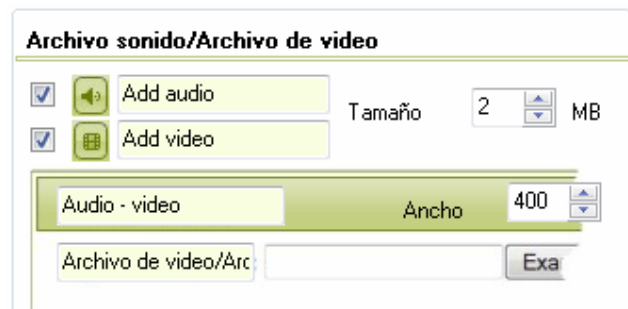 Archivo sonido/Archivo de video
Add audio
Tamaño 2 MB
Add video
Audio - video Ancho 400
Archivo de video/Arc Exa